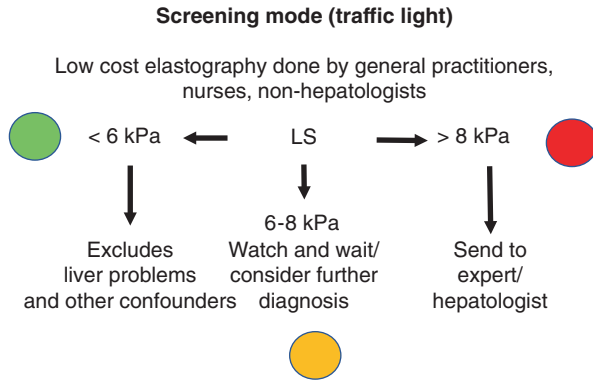 Screening mode (traffic light)
Low cost elastography done by general practitioners,
nurses, non-hepatologists
< 6 kPa
LS
> 8 kPa
Excludes
liver problems
and other confounders
6-8 kPa
Watch and wait/
consider further
diagnosis
Send to
expert/
hepatologist